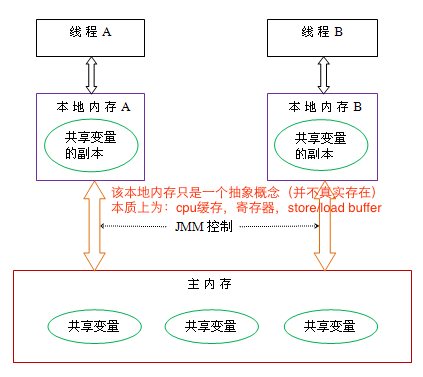 线程 A
线程 B
本地内存 A
本地内存 B
共享变量
的副本
共享变量
的副本
该本地内存只是一个抽象概念（并不真实存在）
本质上为：cpu缓存，寄存器，store/load buffer
JMM 控制
主内存
共享变量
共享变量
共享变量